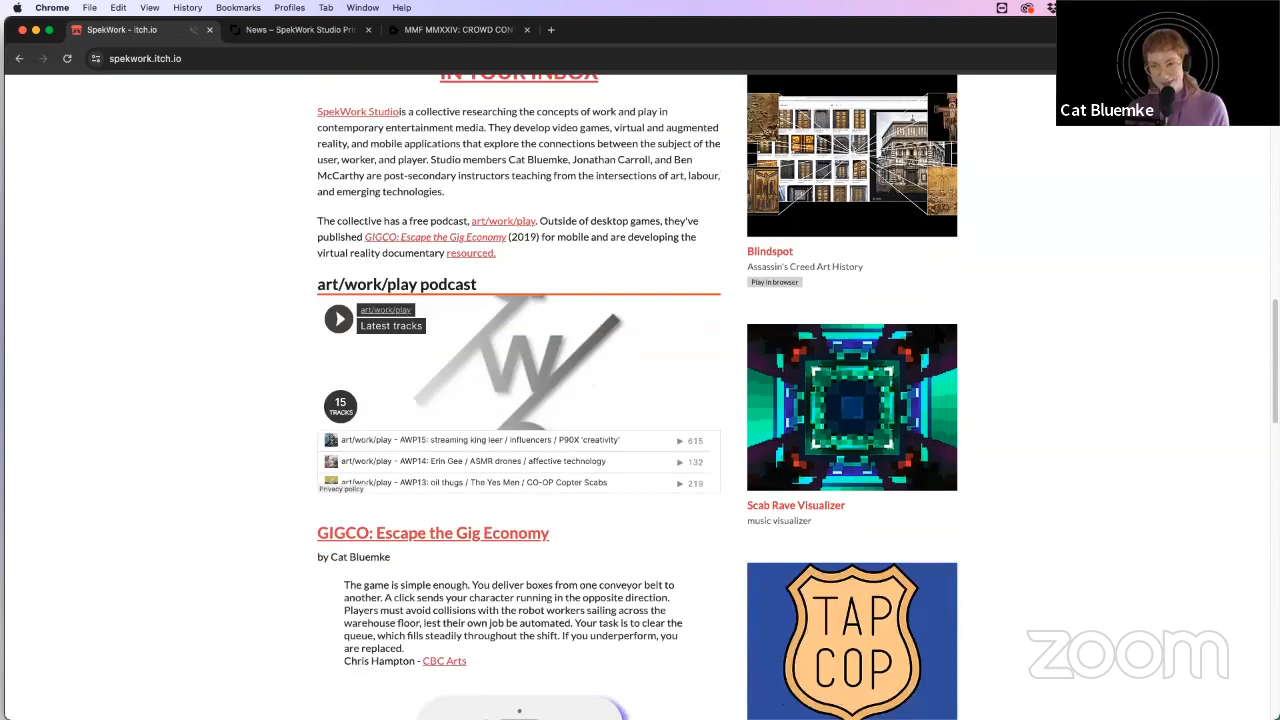 Chrome File Edit View History Bookmarks Profiles Tab Window Help
SpekWork - itch.io
News – SpekWork Studio Pri
MMF MMXXIV: CROWD CON
spekwork.itch.io
Cat Bluemke
IN YOUR INBOX
SpekWork Studiois a collective researching the concepts of work and play in
contemporary entertainment media. They develop video games, virtual and augmented
reality, and mobile applications that explore the connections between the subject of the
user, worker, and player. Studio members Cat Bluemke, Jonathan Carroll, and Ben
McCarthy are post-secondary instructors teaching from the intersections of art, labour,
and emerging technologies.
The collective has a free podcast, art/work/play. Outside of desktop games, they've
published GIGCO: Escape the Gig Economy (2019) for mobile and are developing the
virtual reality documentary resourced.
art/work/play podcast
art/work/play
Latest tracks
W
15
TRACKS
art/work/play - AWP15: streaming king leer / influencers / P90X 'creativity' 615
art/work/play - AWP14: Erin Gee / ASMR drones / affective technology 132
art/work/play - AWP13: oil thugs / The Yes Men / CO-OP Copter Scabs 219
Privacy policy
GIGCO: Escape the Gig Economy
by Cat Bluemke
The game is simple enough. You deliver boxes from one conveyor belt to
another. A click sends your character running in the opposite direction.
Players must avoid collisions with the robot workers sailing across the
warehouse floor, lest their own job be automated. Your task is to clear the
queue, which fills steadily throughout the shift. If you underperform, you
are replaced.
Chris Hampton - CBC Arts
Blindspot
Assassin's Creed Art History
Play in browser
Scab Rave Visualizer
music visualizer
TAP
COP
zoom